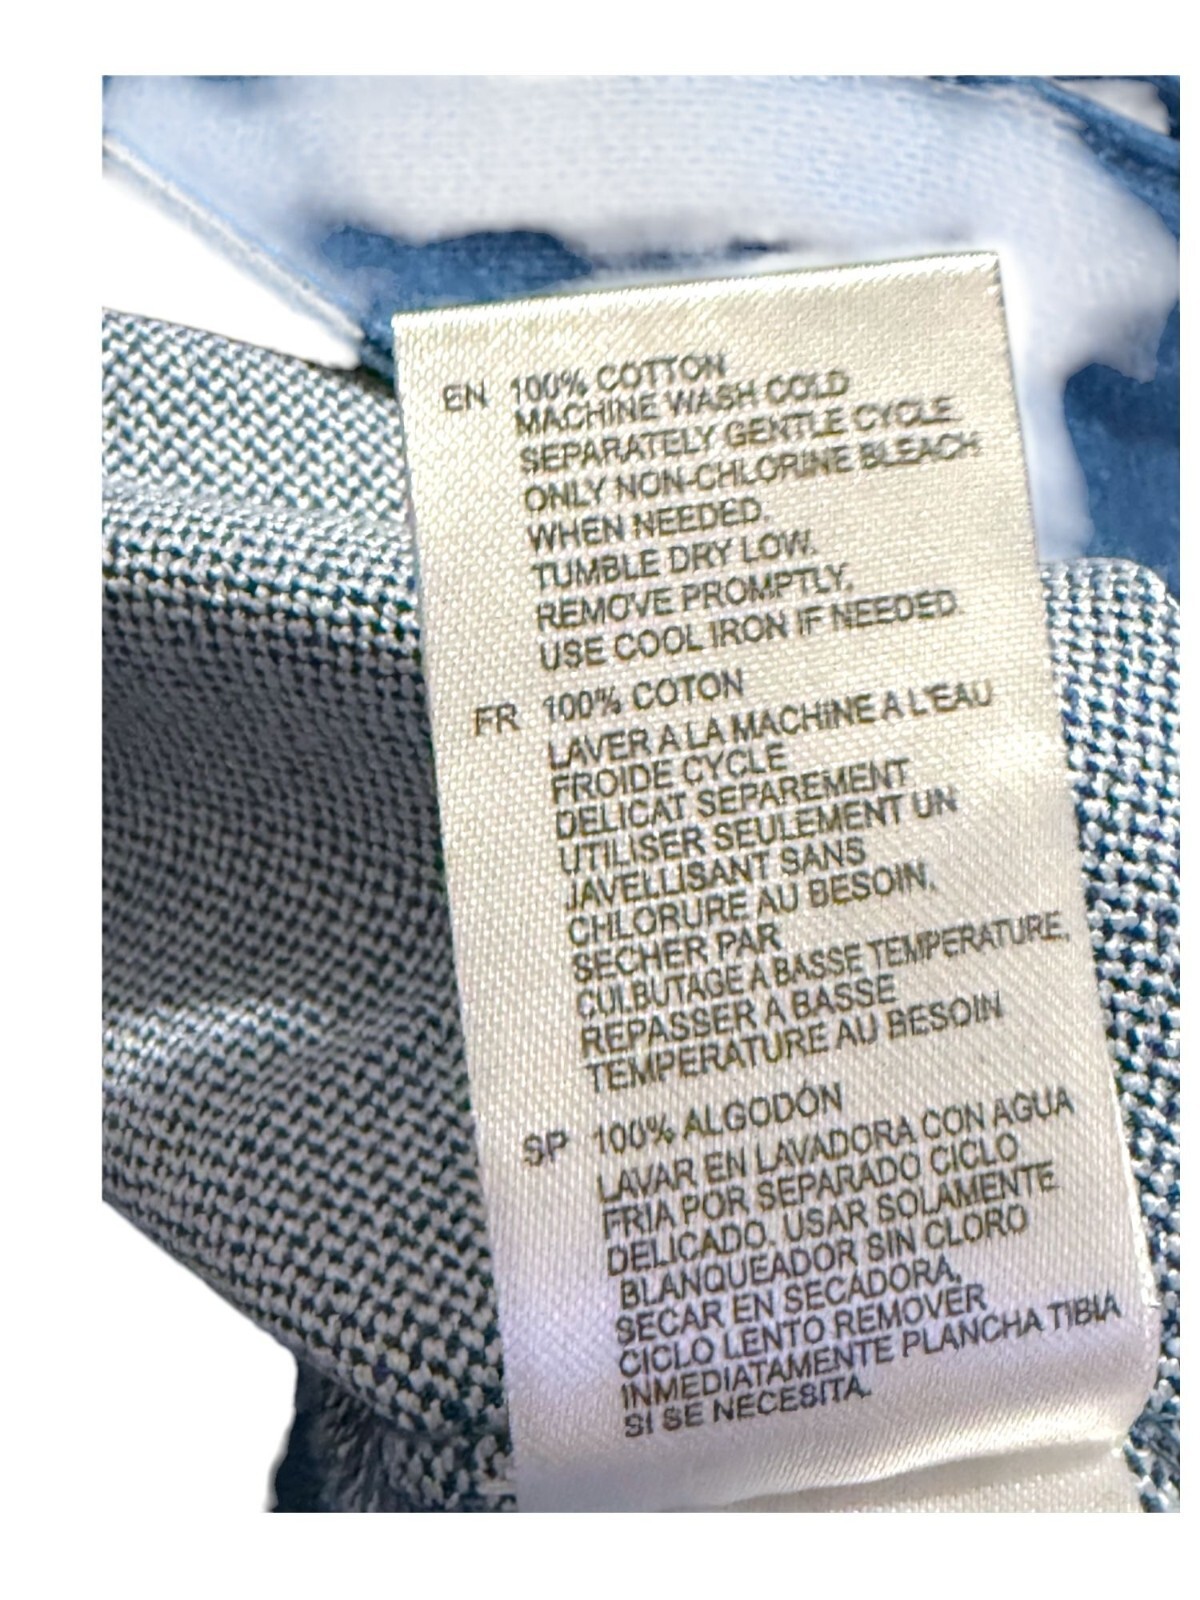 EN 100% COTTON
MACHINE WASH COLD
SEPARATELY GENTLE CYCLE
ONLY NON-CHLORINE BLEACH
WHEN NEEDED.
TUMBLE DRY LOW.
REMOVE PROMPTLY.
USE COOL IRON IF NEEDED
FR 100% COTON
LAVER A LA MACHINE A L'EAU
FROIDE CYCLE
DELICAT SEPAREMENT
UTILISER SEULEMENT UN
JAVELLISANT SANS
CHLORURE AU BESOIN.
SECHER PAR
CULBUTAGE A BASSE TEMPERATURE,
REPASSER A BASSE
TEMPERATURE AU BESOIN
SP 100% ALGODÓN
LAVAR EN LAVADORA CON AGUA
FRIA POR SEPARADO CICLO
DELICADO. USAR SOLAMENTE
BLANQUEADOR SIN CLORO
SECAR EN SECADORA,
CICLO LENTO REMOVER
INMEDIATAMENTE PLANCHA TIBIA
SI SE NECESITA.